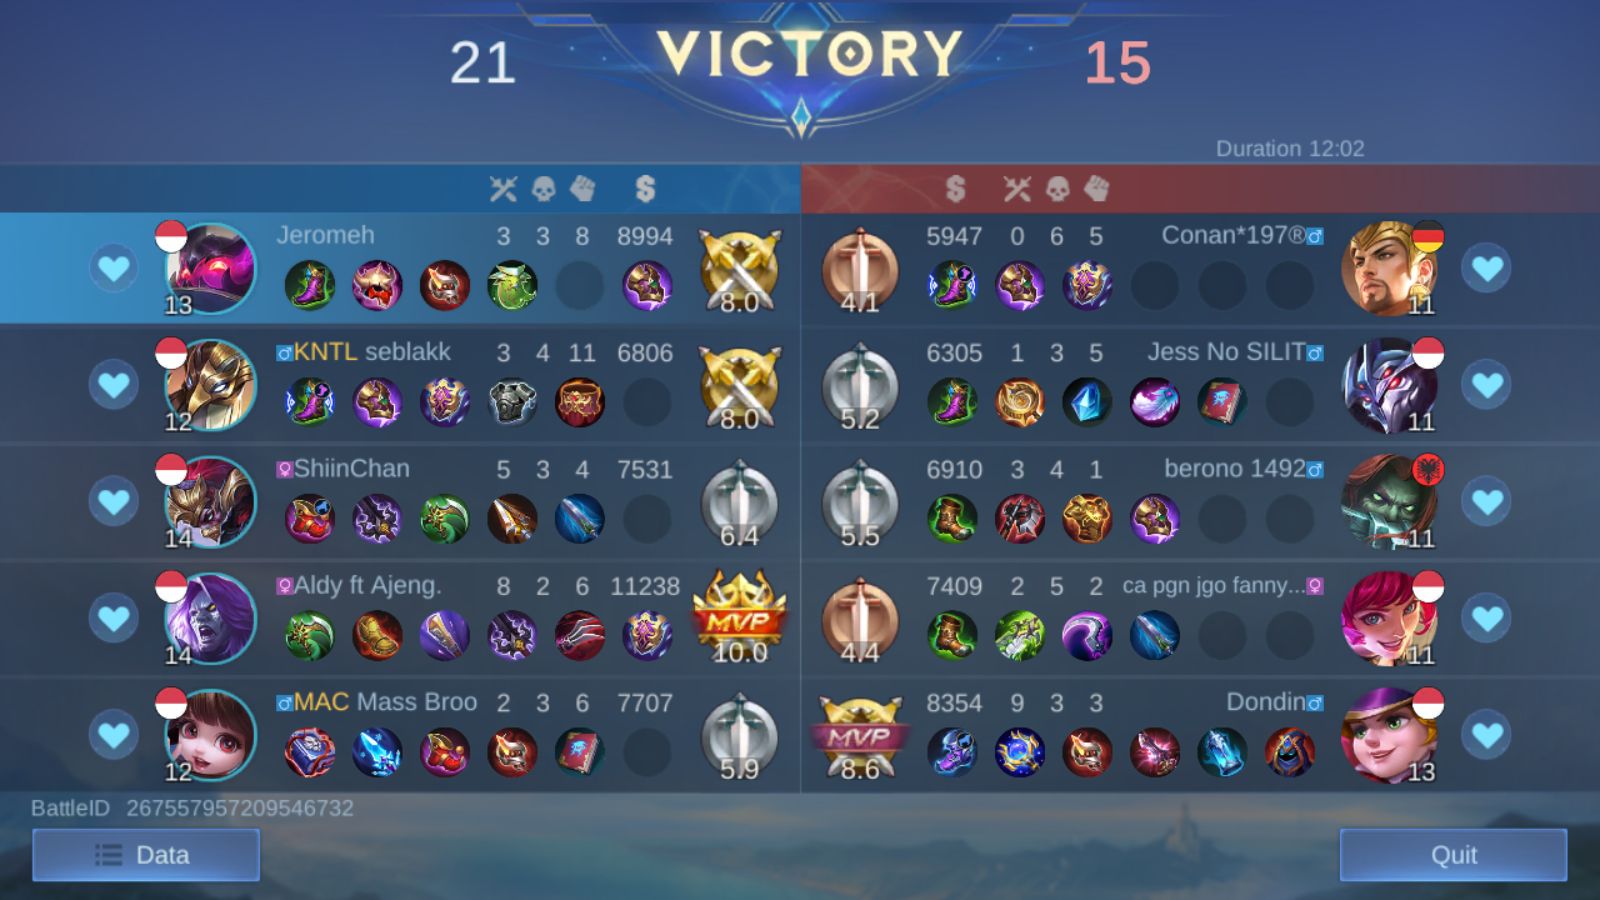 21 VICTORY 15
Duration 12:02
Jeromeh 3 3 8 8994
13 8.0
KNTL seblakk 3 4 11 6806
12 8.0
ShiinChan 5 3 4 7531
14 6.4
Aldy ft Ajeng. 8 2 6 11238
MVP
14 10.0
MAC Mass Broo 2 3 6 7707
12 5.9
5947 0 6 5 Conan*197®
4.1 11
6305 1 3 5 Jess No SILIT
5.2 11
6910 3 4 1 berono 1492
5.5 11
7409 2 5 2 ca pgn jgo fanny...
4.4 11
8354 9 3 3 Dondin
MVP
8.6 13
BattleID 267557957209546732
Data
Quit